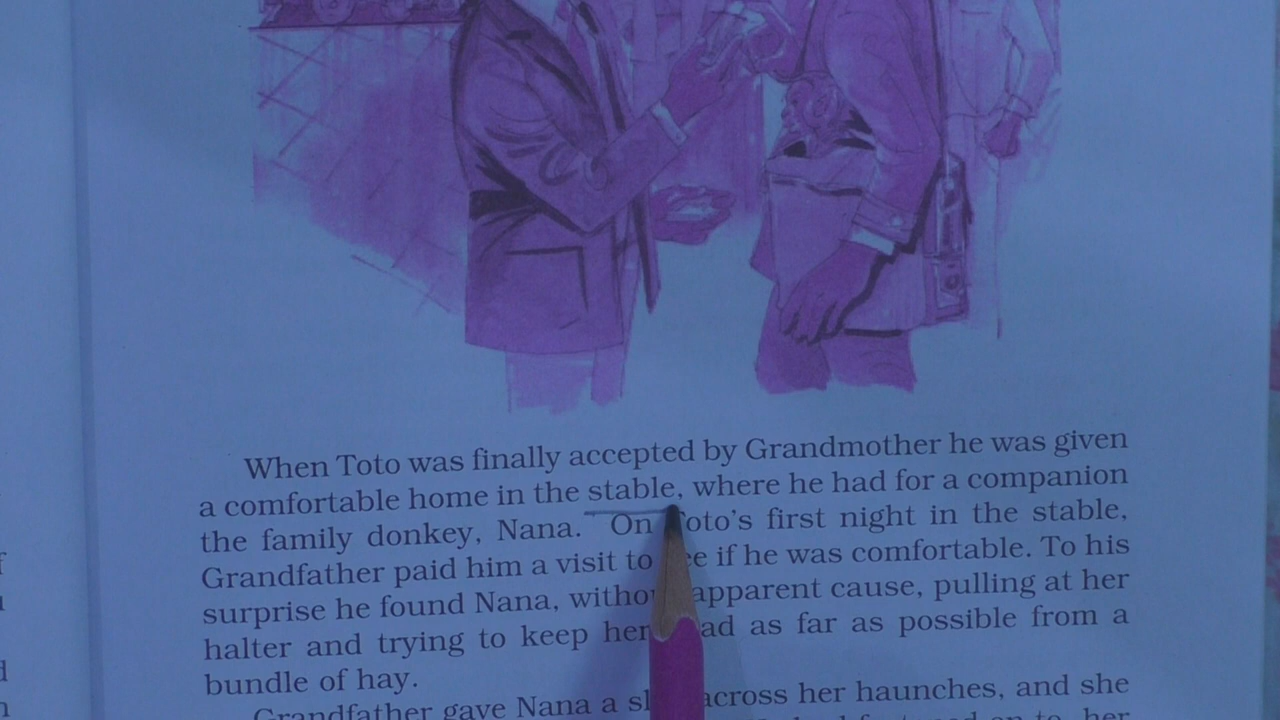 When Toto was finally accepted by Grandmother he was given
a comfortable home in the stable, where he had for a companion
the family donkey, Nana. On Toto's first night in the stable,
Grandfather paid him a visit to see if he was comfortable. To his
surprise he found Nana, without apparent cause, pulling at her
halter and trying to keep her head as far as possible from a
bundle of hay.
Grandfather gave Nana a slap across her haunches, and she